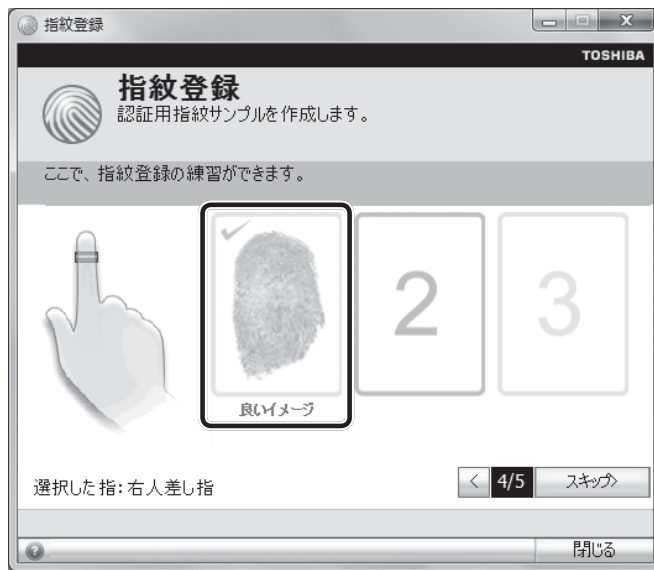 指紋登録
TOSHIBA
指紋登録
認証用指紋サンプルを作成します。
ここで、指紋登録の練習ができます。
2
3
良いイメージ
選択した指：右人差し指
< 4/5 スキップ>
? 閉じる